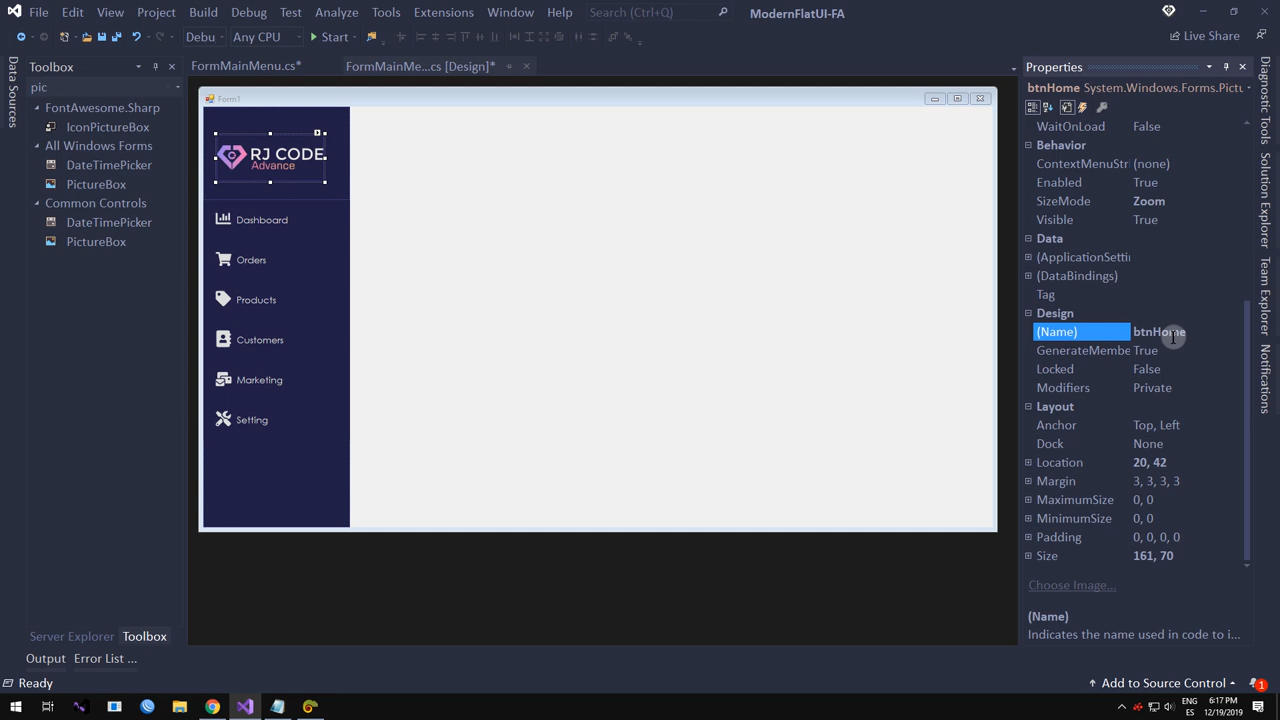 File Edit View Project Build Debug Test Analyze Tools Extensions Window Help Search (Ctrl+Q) ModernFlatUI-FA
Debu Any CPU Start Live Share
Data Sources
Toolbox
pic
FontAwesome.Sharp
IconPictureBox
All Windows Forms
DateTimePicker
PictureBox
Common Controls
DateTimePicker
PictureBox
Server Explorer Toolbox
FormMainMenu.cs* FormMainMe...cs [Design]*
Form1
RJ CODE
Advance
Dashboard
Orders
Products
Customers
Marketing
Setting
Properties
btnHome System.Windows.Forms.Pictu
WaitOnLoad False
Behavior
ContextMenuStri (none)
Enabled True
SizeMode Zoom
Visible True
Data
(ApplicationSettin
(DataBindings)
Tag
Design
(Name) btnHome
GenerateMembe True
Locked False
Modifiers Private
Layout
Anchor Top, Left
Dock None
Location 20, 42
Margin 3, 3, 3, 3
MaximumSize 0, 0
MinimumSize 0, 0
Padding 0, 0, 0, 0
Size 161, 70
Choose Image...
(Name)
Indicates the name used in code to i...
Diagnostic Tools
Solution Explorer
Team Explorer
Notifications
Output Error List ...
Ready Add to Source Control 1
ENG 6:17 PM
ES 12/19/2019